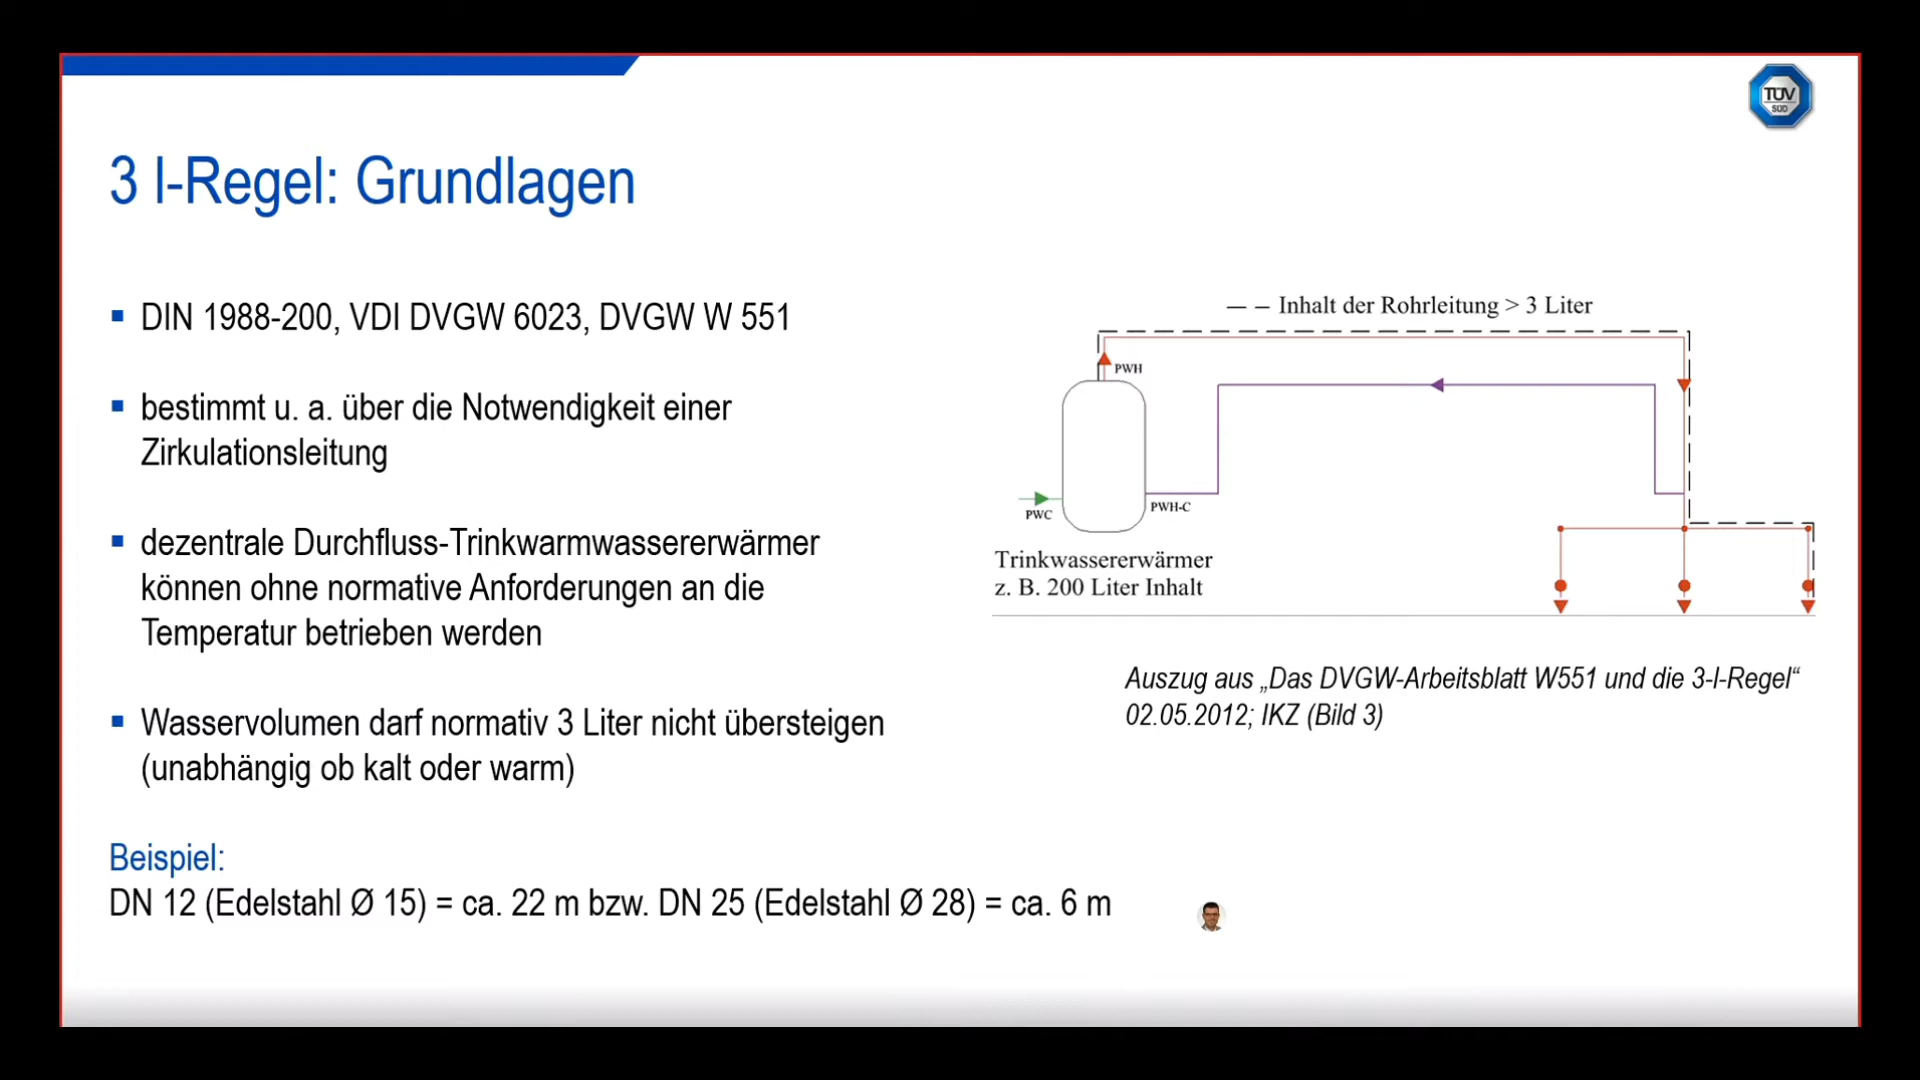 TÜV
SÜD
3 l-Regel: Grundlagen
▪ DIN 1988-200, VDI DVGW 6023, DVGW W 551
▪ bestimmt u. a. über die Notwendigkeit einer
Zirkulationsleitung
▪ dezentrale Durchfluss-Trinkwarmwassererwärmer
können ohne normative Anforderungen an die
Temperatur betrieben werden
▪ Wasservolumen darf normativ 3 Liter nicht übersteigen
(unabhängig ob kalt oder warm)
Beispiel:
DN 12 (Edelstahl Ø 15) = ca. 22 m bzw. DN 25 (Edelstahl Ø 28) = ca. 6 m
— — Inhalt der Rohrleitung > 3 Liter
PWH
PWC
PWH-C
Trinkwassererwärmer
z. B. 200 Liter Inhalt
Auszug aus „Das DVGW-Arbeitsblatt W551 und die 3-l-Regel“
02.05.2012; IKZ (Bild 3)